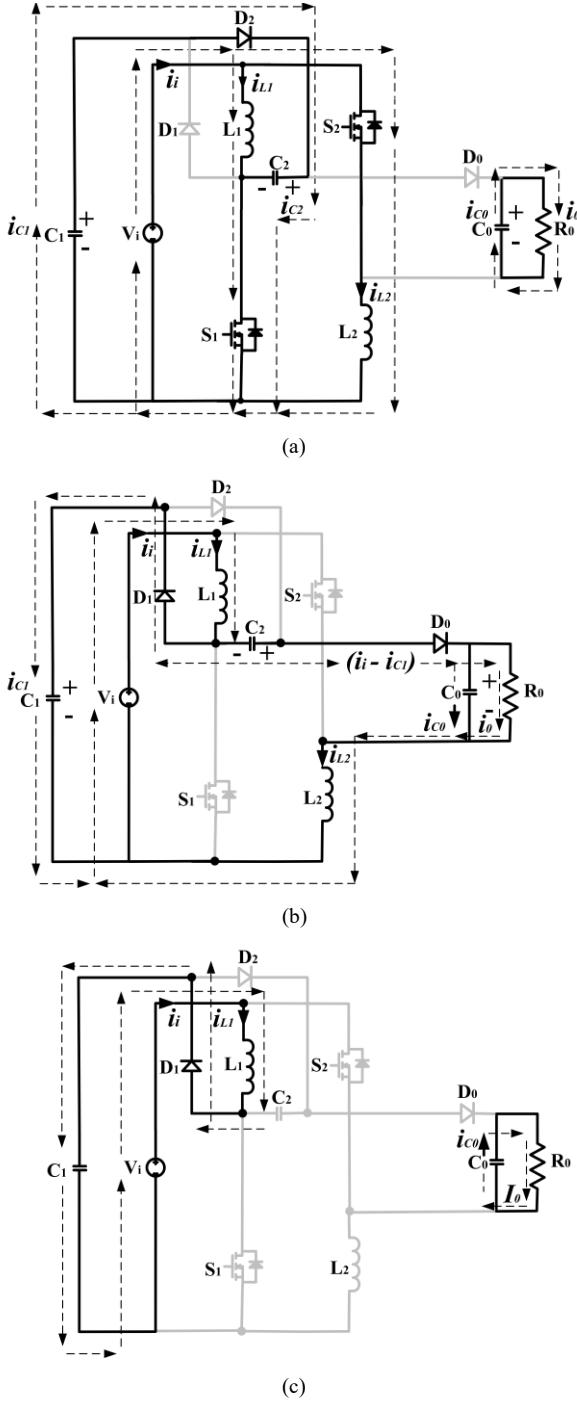 D2
ii
iL1
D1
L1
S2
C2
- +
D0
iC2
iC1
C1
+
-
Vi
iC0
C0
+
-
i0
R0
iL2
S1
L2
(a)
D2
ii
iL1
D1
L1
S2
C2
- +
D0
(ii - iC1)
iC1
C1
+
-
Vi
C0
+
-
R0
iC0
i0
iL2
S1
L2
(b)
D2
ii
iL1
D1
L1
S2
C2
D0
C1
Vi
iC0
C0
R0
I0
S1
L2
(c)